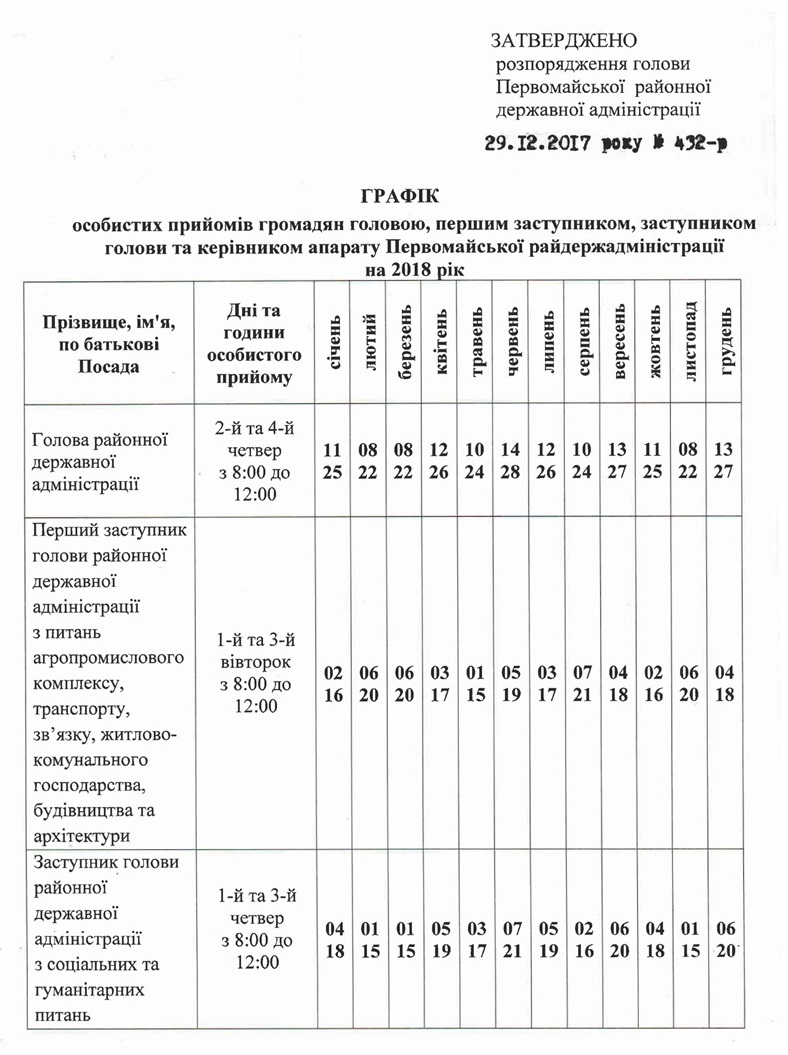 ЗАТВЕРДЖЕНО
розпорядження голови
Первомайської районної
державної адміністрації
29.12.2017 року № 432-р
ГРАФІК
особистих прийомів громадян головою, першим заступником, заступником
голови та керівником апарату Первомайської райдержадміністрації
на 2018 рік
Прізвище, ім'я,
по батькові
Посада
Дні та
години
особистого
прийому
січень
лютий
березень
квітень
травень
червень
липень
серпень
вересень
жовтень
листопад
грудень
Голова районної
державної
адміністрації
2-й та 4-й
четвер
з 8:00 до
12:00
11 08 08 12 10 14 12 10 13 11 08 13
25 22 22 26 24 28 26 24 27 25 22 27
Перший заступник
голови районної
державної
адміністрації
з питань
агропромислового
комплексу,
транспорту,
зв’язку, житлово-
комунального
господарства,
будівництва та
архітектури
1-й та 3-й
вівторок
з 8:00 до
12:00
02 06 06 03 01 05 03 07 04 02 06 04
16 20 20 17 15 19 17 21 18 16 20 18
Заступник голови
районної
державної
адміністрації
з соціальних та
гуманітарних
питань
1-й та 3-й
четвер
з 8:00 до
12:00
04 01 01 05 03 07 05 02 06 04 01 06
18 15 15 19 17 21 19 16 20 18 15 20